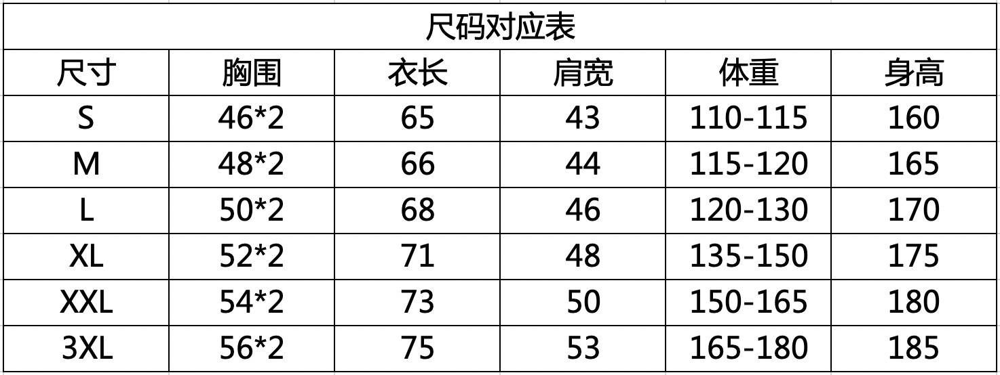 尺码对应表
尺寸 胸围 衣长 肩宽 体重 身高
S 46*2 65 43 110-115 160
M 48*2 66 44 115-120 165
L 50*2 68 46 120-130 170
XL 52*2 71 48 135-150 175
XXL 54*2 73 50 150-165 180
3XL 56*2 75 53 165-180 185